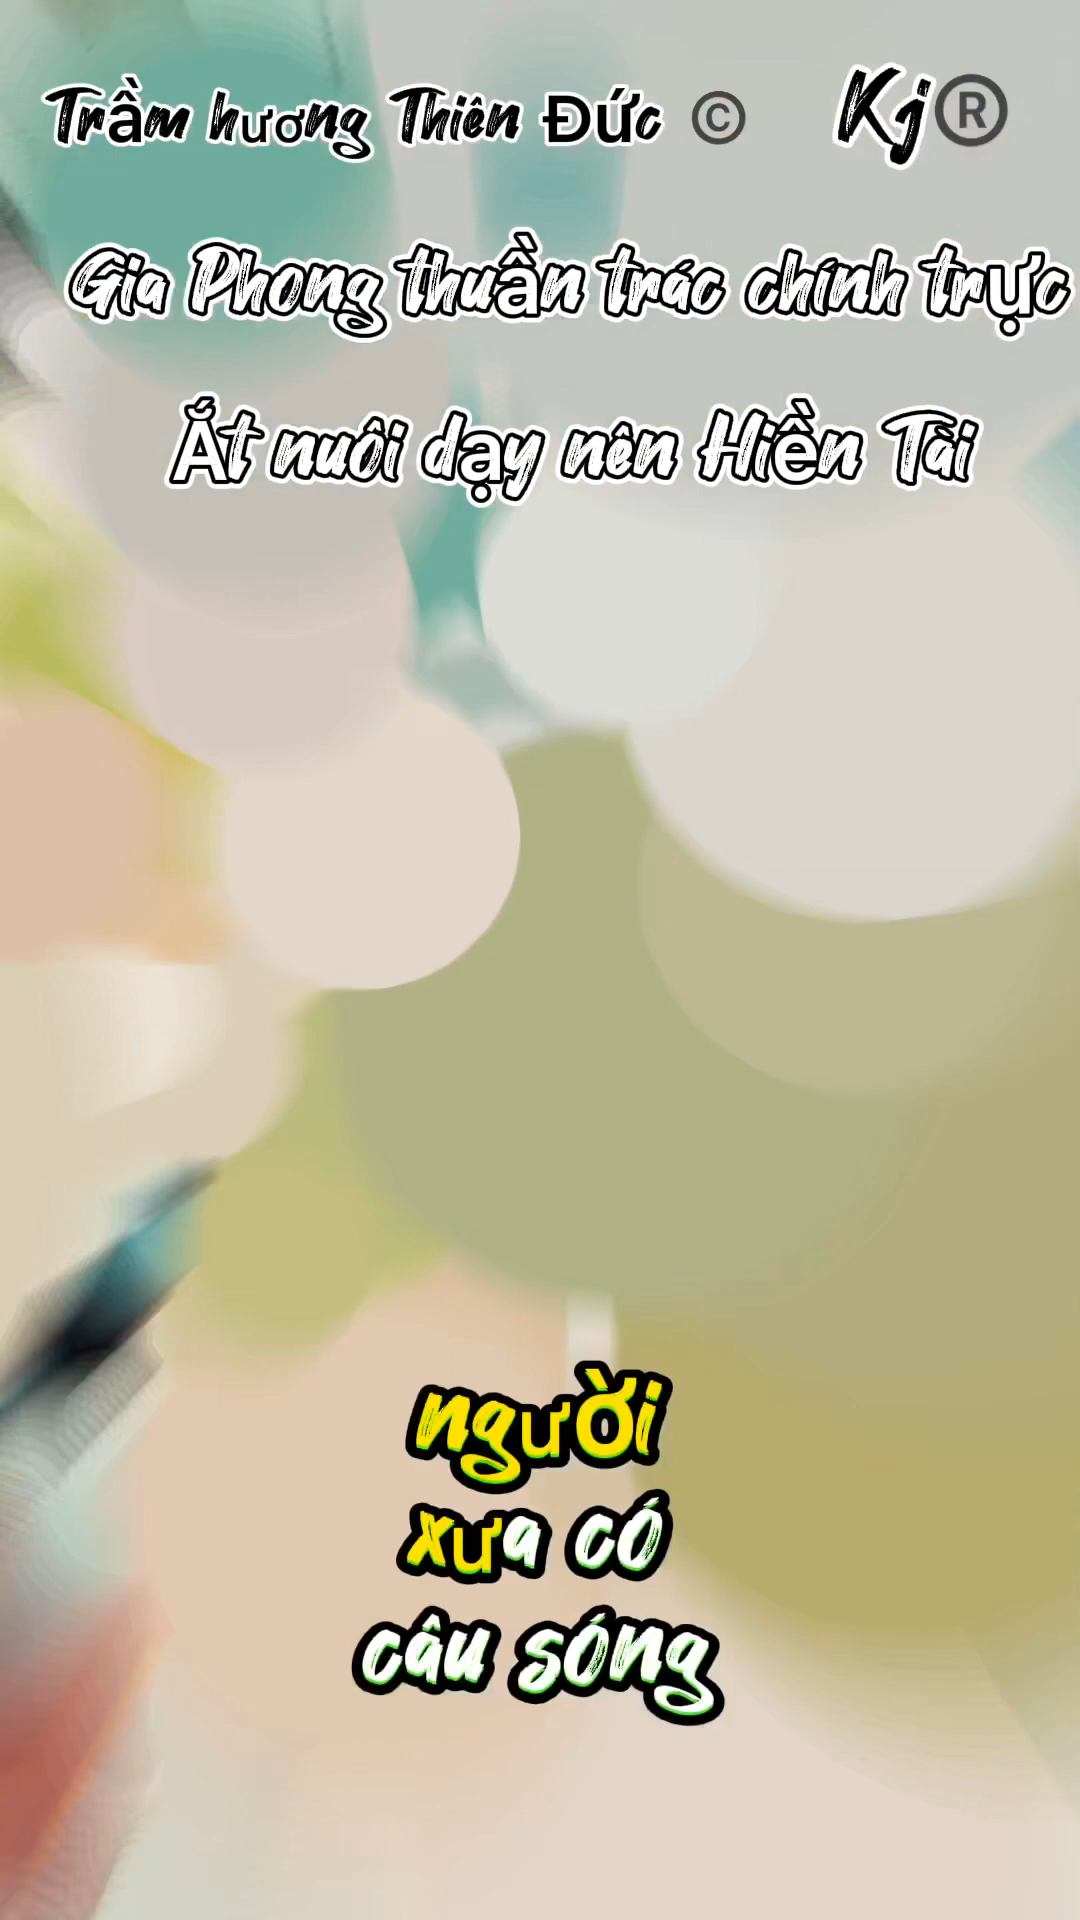 Trầm hương Thiên Đức © Kj®
Gia Phong thuần trác chính trực
Ắt nuôi dạy nên Hiền Tài
người
xưa có
câu sóng